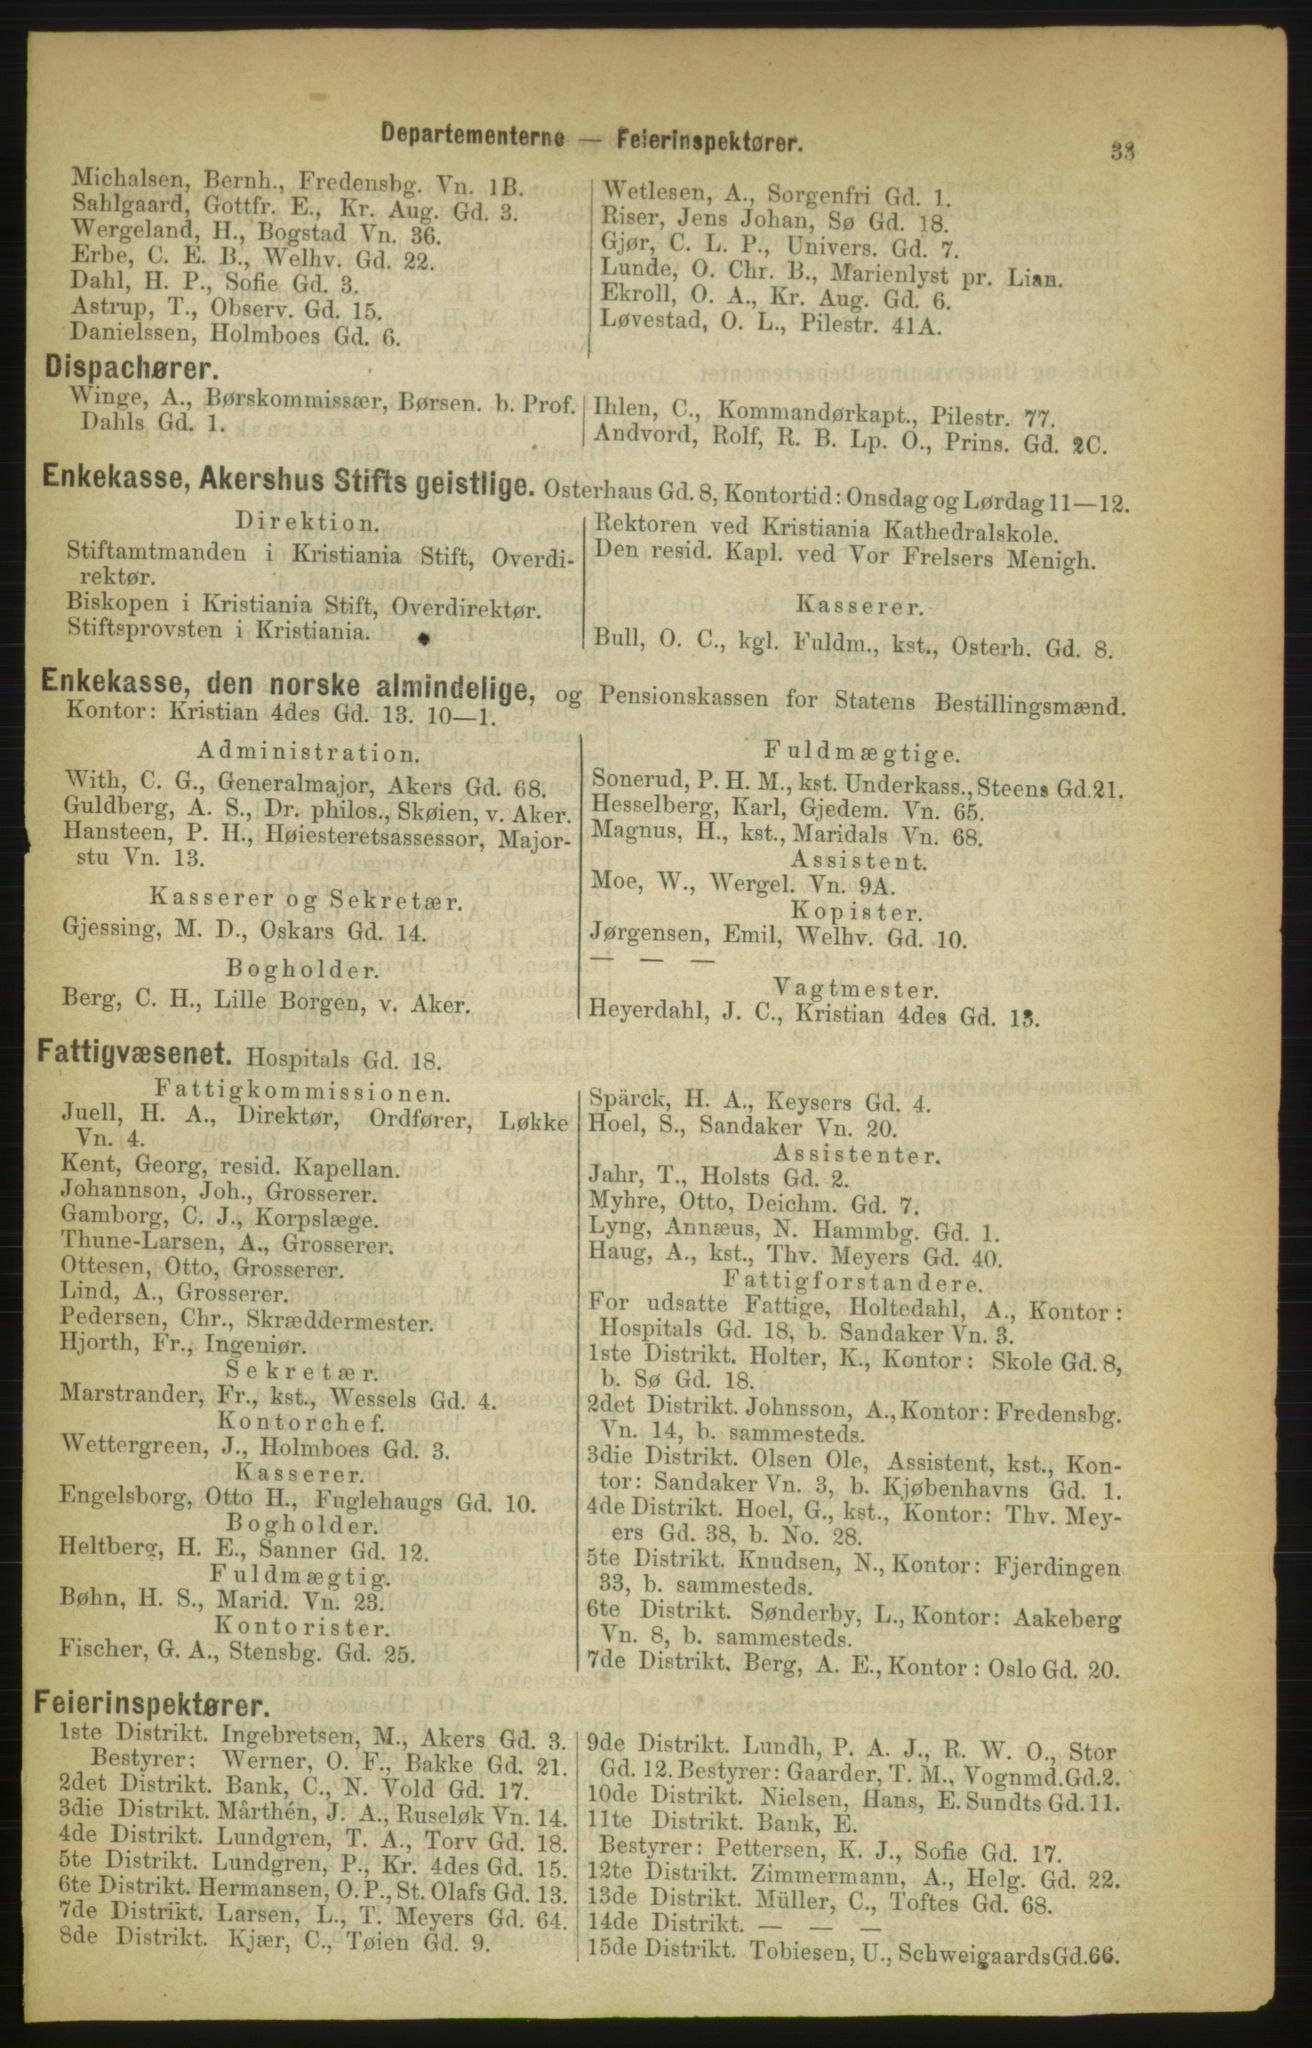 Departementerne — Feierinspektører.
33
Michalsen, Bernh., Fredensbg. Vn. 1B.
Sahlgaard, Gottfr. E., Kr. Aug. Gd. 3.
Wergeland, H., Bogstad Vn. 36.
Erbe, C. E. B., Welhv. Gd. 22.
Dahl, H. P., Sofie Gd. 3.
Astrup, T., Observ. Gd. 15.
Danielssen, Holmboes Gd. 6.
Wetlesen, A., Sorgenfri Gd. 1.
Riser, Jens Johan, Sø Gd. 18.
Gjør, C. L. P., Univers. Gd. 7.
Lunde, O. Chr. B., Marienlyst pr. Lian.
Ekroll, O. A., Kr. Aug. Gd. 6.
Løvestad, O. L., Pilestr. 41A.
Dispachører.
Winge, A., Børskommissær, Børsen. b. Prof.
Dahls Gd. 1.
Ihlen, C., Kommandørkapt., Pilestr. 77.
Andvord, Rolf, R. B. Lp. O., Prins. Gd. 2C.
Enkekasse, Akershus Stifts geistlige. Osterhaus Gd. 8, Kontortid: Onsdag og Lørdag 11—12.
Direktion.
Stiftamtmanden i Kristiania Stift, Overdi-
rektør.
Biskopen i Kristiania Stift, Overdirektør.
Stiftsprovsten i Kristiania.
Rektoren ved Kristiania Kathedralskole.
Den resid. Kapl. ved Vor Frelsers Menigh.
Kasserer.
Bull, O. C., kgl. Fuldm., kst., Osterh. Gd. 8.
Enkekasse, den norske almindelige, og Pensionskassen for Statens Bestillingsmænd.
Kontor: Kristian 4des Gd. 13. 10—1.
Administration.
With, C. G., Generalmajor, Akers Gd. 68.
Guldberg, A. S., Dr. philos., Skøien, v. Aker.
Hansteen, P. H., Høiesteretsassessor, Major-
stu Vn. 13.
Kasserer og Sekretær.
Gjessing, M. D., Oskars Gd. 14.
Bogholder.
Berg, C. H., Lille Borgen, v. Aker.
Fuldmægtige.
Sonerud, P. H. M., kst. Underkass., Steens Gd. 21.
Hesselberg, Karl, Gjedem. Vn. 65.
Magnus, H., kst., Maridals Vn. 68.
Assistent.
Moe, W., Wergel. Vn. 9A.
Kopister.
Jørgensen, Emil, Welhv. Gd. 10.
— — —
Vagtmester.
Heyerdahl, J. C., Kristian 4des Gd. 13.
Fattigvæsenet. Hospitals Gd. 18.
Fattigkommissionen.
Juell, H. A., Direktør, Ordfører, Løkke
Vn. 4.
Kent, Georg, resid. Kapellan.
Johannson, Joh., Grosserer.
Gamborg, C. J., Korpslæge.
Thune-Larsen, A., Grosserer.
Ottesen, Otto, Grosserer.
Lind, A., Grosserer.
Pedersen, Chr., Skræddermester.
Hjorth, Fr., Ingeniør.
Sekretær.
Marstrander, Fr., kst., Wessels Gd. 4.
Kontorchef.
Wettergreen, J., Holmboes Gd. 3.
Kasserer.
Engelsborg, Otto H., Fuglehaugs Gd. 10.
Bogholder.
Heltberg, H. E., Sanner Gd. 12.
Fuldmægtig.
Bøhn, H. S., Marid. Vn. 23.
Kontorister.
Fischer, G. A., Stensbg. Gd. 25.
Spärck, H. A., Keysers Gd. 4.
Hoel, S., Sandaker Vn. 20.
Assistenter.
Jahr, T., Holsts Gd. 2.
Myhre, Otto, Deichm. Gd. 7.
Lyng, Annæus, N. Hammbg. Gd. 1.
Haug, A., kst., Thv. Meyers Gd. 40.
Fattigforstandere.
For udsatte Fattige, Holtedahl, A., Kontor:
Hospitals Gd. 18, b. Sandaker Vn. 3.
1ste Distrikt. Holter, K., Kontor: Skole Gd. 8,
b. Sø Gd. 18.
2det Distrikt. Johnsson, A., Kontor: Fredensbg.
Vn. 14, b. sammesteds.
3die Distrikt. Olsen Ole, Assistent, kst., Kon-
tor: Sandaker Vn. 3, b. Kjøbenhavns Gd. 1.
4de Distrikt. Hoel, G., kst., Kontor: Thv. Mey-
ers Gd. 38, b. No. 28.
5te Distrikt. Knudsen, N., Kontor: Fjerdingen
33, b. sammesteds.
6te Distrikt. Sønderby, L., Kontor: Aakeberg
Vn. 8, b. sammesteds.
7de Distrikt. Berg, A. E., Kontor: Oslo Gd. 20.
Feierinspektører.
1ste Distrikt. Ingebretsen, M., Akers Gd. 3.
Bestyrer: Werner, O. F., Bakke Gd. 21.
2det Distrikt. Bank, C., N. Vold Gd. 17.
3die Distrikt. Mårthén, J. A., Ruseløk Vn. 14.
4de Distrikt. Lundgren, T. A., Torv Gd. 18.
5te Distrikt. Lundgren, P., Kr. 4des Gd. 15.
6te Distrikt. Hermansen, O. P., St. Olafs Gd. 13.
7de Distrikt. Larsen, L., T. Meyers Gd. 64.
8de Distrikt. Kjær, C., Tøien Gd. 9.
9de Distrikt. Lundh, P. A. J., R. W. O., Stor
Gd. 12. Bestyrer: Gaarder, T. M., Vognmd. Gd. 2.
10de Distrikt. Nielsen, Hans, E. Sundts Gd. 11.
11te Distrikt. Bank, E.
Bestyrer: Pettersen, K. J., Sofie Gd. 17.
12te Distrikt. Zimmermann, A., Helg. Gd. 22.
13de Distrikt. Müller, C., Toftes Gd. 68.
14de Distrikt. — — —
15de Distrikt. Tobiesen, U., Schweigaards Gd. 66.